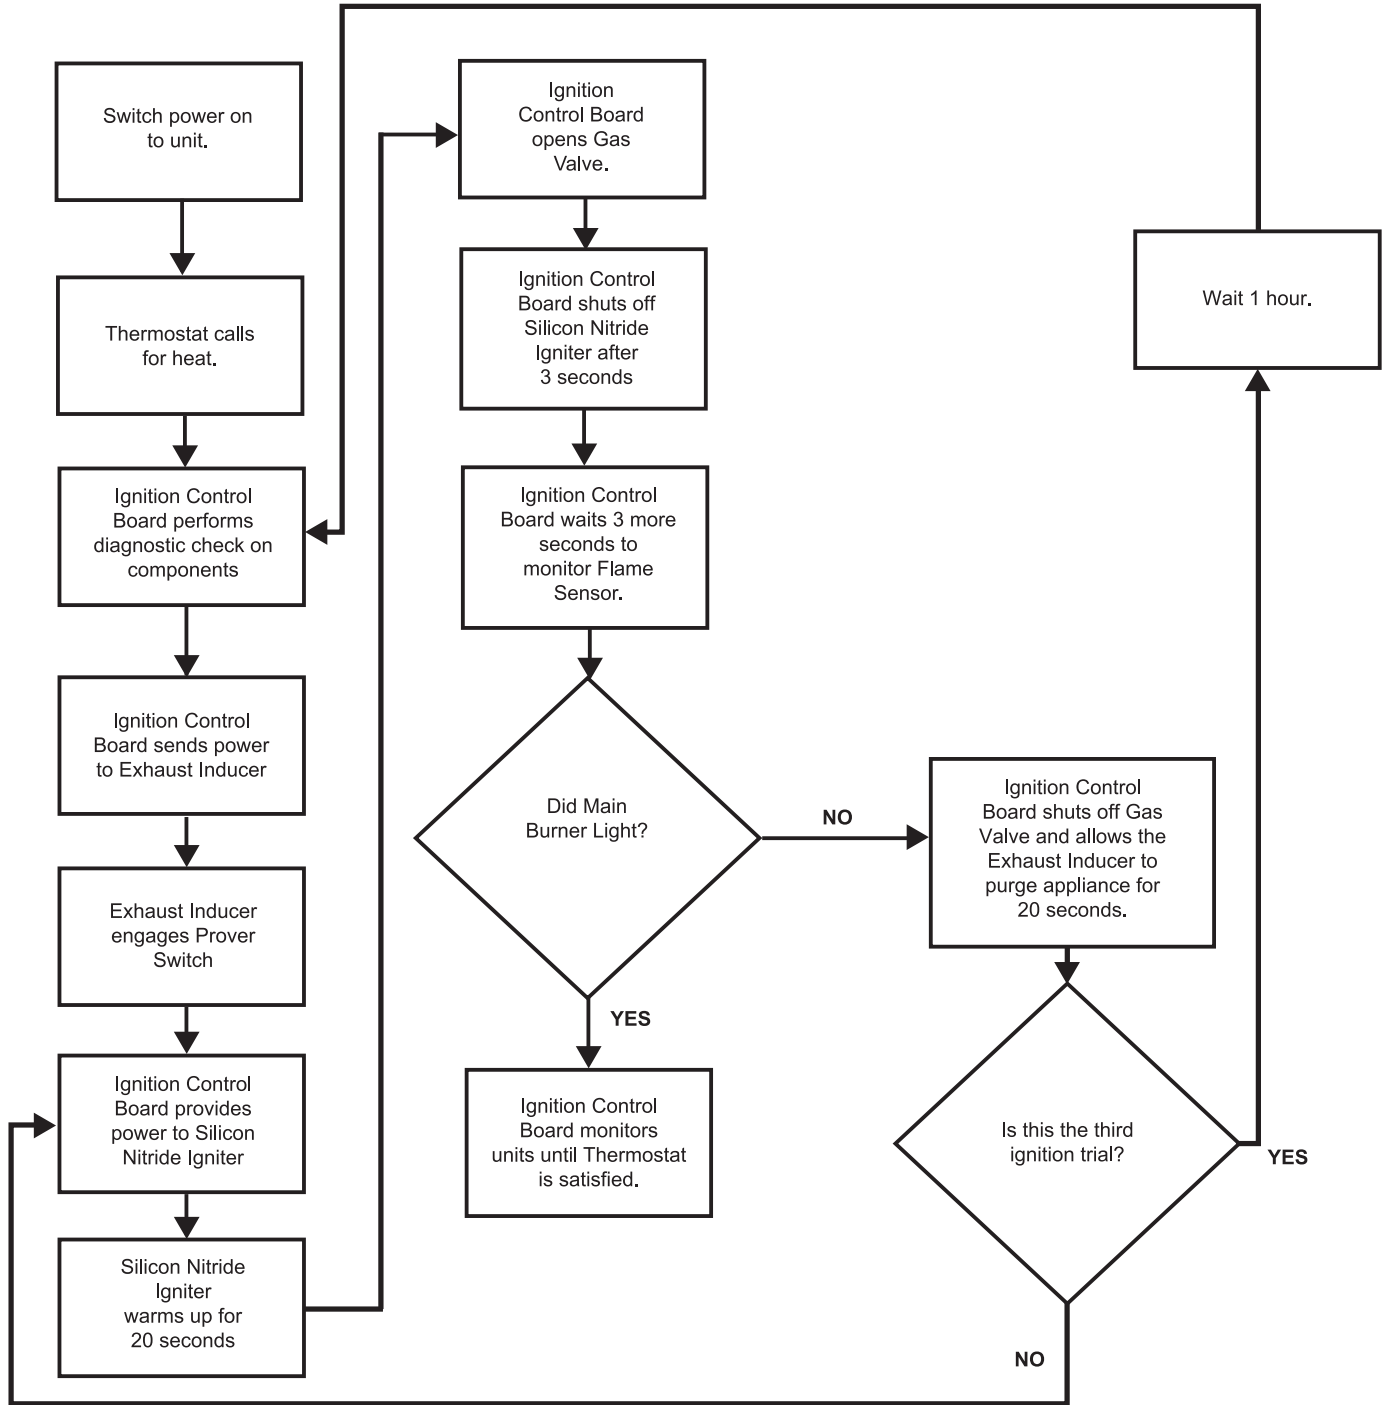 Switch power on
to unit.
Thermostat calls
for heat.
Ignition Control
Board performs
diagnostic check on
components
Ignition Control
Board sends power
to Exhaust Inducer
Exhaust Inducer
engages Prover
Switch
Ignition Control
Board provides
power to Silicon
Nitride Igniter
Silicon Nitride
Igniter
warms up for
20 seconds
Ignition
Control Board
opens Gas
Valve.
Ignition Control
Board shuts off
Silicon Nitride
Igniter after
3 seconds
Ignition Control
Board waits 3 more
seconds to
monitor Flame
Sensor.
Did Main
Burner Light?
NO
YES
Ignition Control
Board monitors
units until Thermostat
is satisfied.
Ignition Control
Board shuts off Gas
Valve and allows the
Exhaust Inducer to
purge appliance for
20 seconds.
Is this the third
ignition trial?
YES
NO
Wait 1 hour.